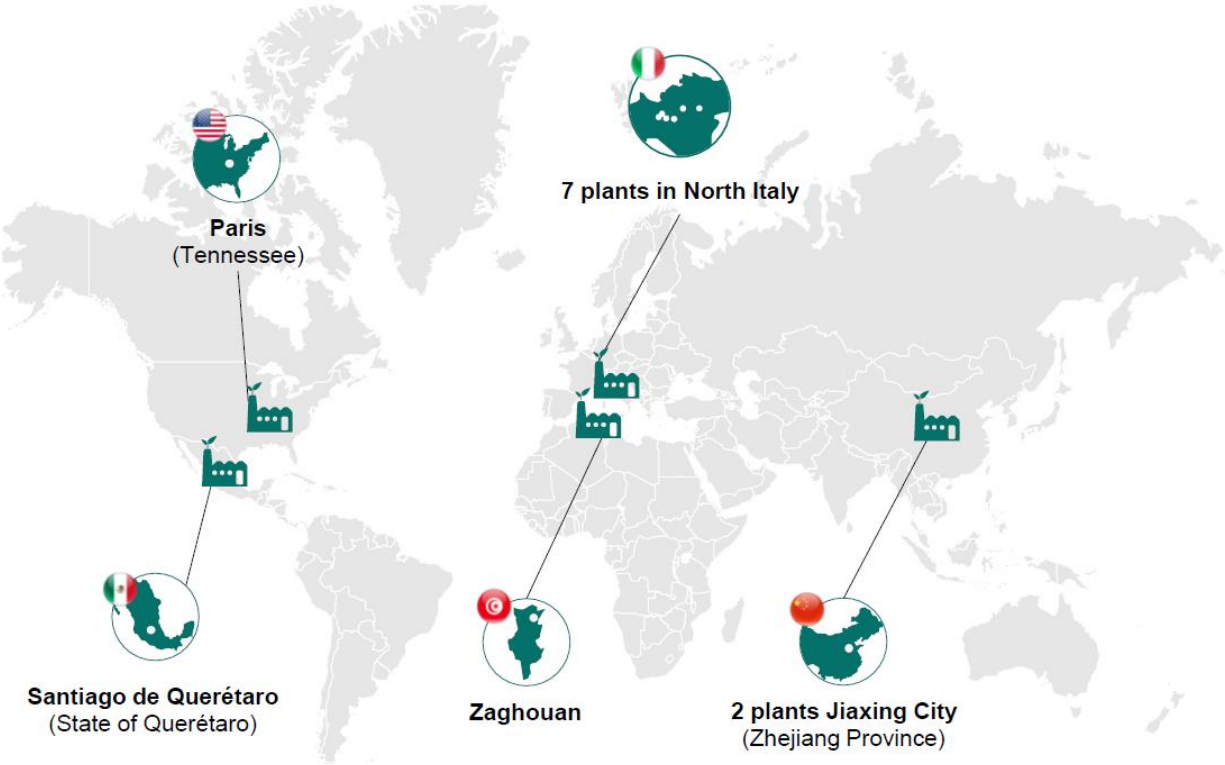 7 plants in North Italy
Paris
(Tennessee)
Santiago de Querétaro
(State of Querétaro)
Zaghouan
2 plants Jiaxing City
(Zhejiang Province)